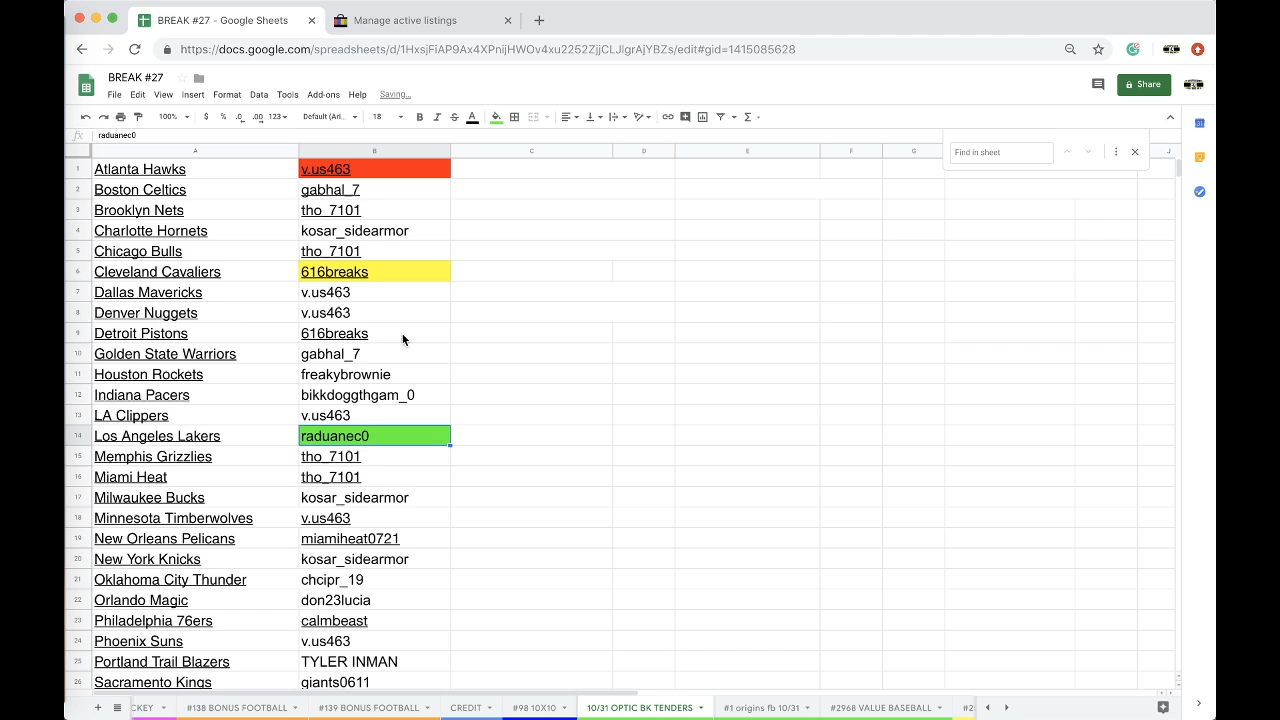 BREAK #27 - Google Sheets
Manage active listings
https://docs.google.com/spreadsheets/d/1HxsjFiAP9Ax4XPnijHWOv4xu2252ZjjCLJlgrAjYBZs/edit#gid=1415085628
BREAK #27
File Edit View Insert Format Data Tools Add-ons Help Saving...
Share
100% $ % .0 .00 123 Default (Ari... 18
fx raduanec0
Find in sheet
A B C D E F G J
1 Atlanta Hawks v.us463
2 Boston Celtics gabhal_7
3 Brooklyn Nets tho_7101
4 Charlotte Hornets kosar_sidearmor
5 Chicago Bulls tho_7101
6 Cleveland Cavaliers 616breaks
7 Dallas Mavericks v.us463
8 Denver Nuggets v.us463
9 Detroit Pistons 616breaks
10 Golden State Warriors gabhal_7
11 Houston Rockets freakybrownie
12 Indiana Pacers bikkdoggthgam_0
13 LA Clippers v.us463
14 Los Angeles Lakers raduanec0
15 Memphis Grizzlies tho_7101
16 Miami Heat tho_7101
17 Milwaukee Bucks kosar_sidearmor
18 Minnesota Timberwolves v.us463
19 New Orleans Pelicans miamiheat0721
20 New York Knicks kosar_sidearmor
21 Oklahoma City Thunder chcipr_19
22 Orlando Magic don23lucia
23 Philadelphia 76ers calmbeast
24 Phoenix Suns v.us463
25 Portland Trail Blazers TYLER INMAN
26 Sacramento Kings giants0611
CKEY #138 BONUS FOOTBALL #139 BONUS FOOTBALL CREDIT #98 10X10 10/31 OPTIC BK TENDERS #1 origins fb 10/31 #2968 VALUE BASEBALL #2